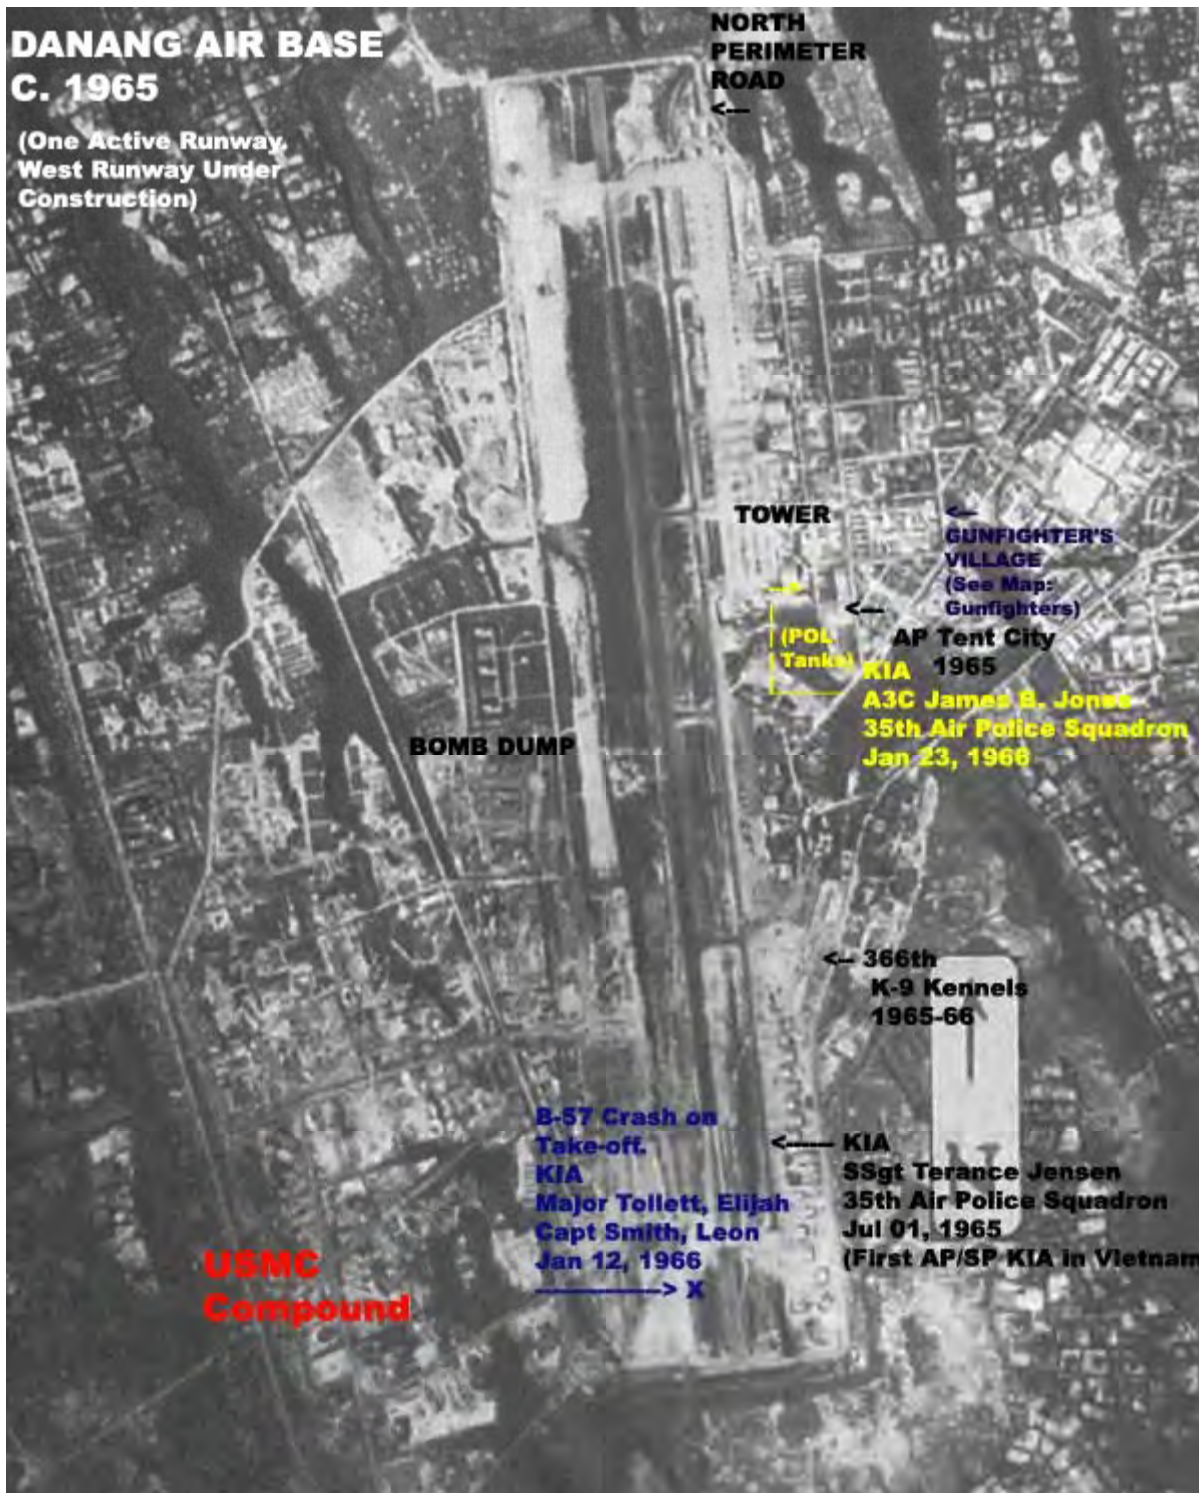 DANANG AIR BASE
C. 1965
(One Active Runway.
West Runway Under
Construction)
NORTH
PERIMETER
ROAD
<---
TOWER
<---
GUNFIGHTER'S
VILLAGE
(See Map:
Gunfighters)
<---
AP Tent City
1965
(POL
Tanks)
KIA
A3C James B. Jones
35th Air Police Squadron
Jan 23, 1966
BOMB DUMP
<-- 366th
K-9 Kennels
1965-66
B-57 Crash on
Take-off.
KIA
Major Tollett, Elijah
Capt Smith, Leon
Jan 12, 1966
--------------> X
<------ KIA
SSgt Terance Jensen
35th Air Police Squadron
Jul 01, 1965
(First AP/SP KIA in Vietnam
USMC
Compound